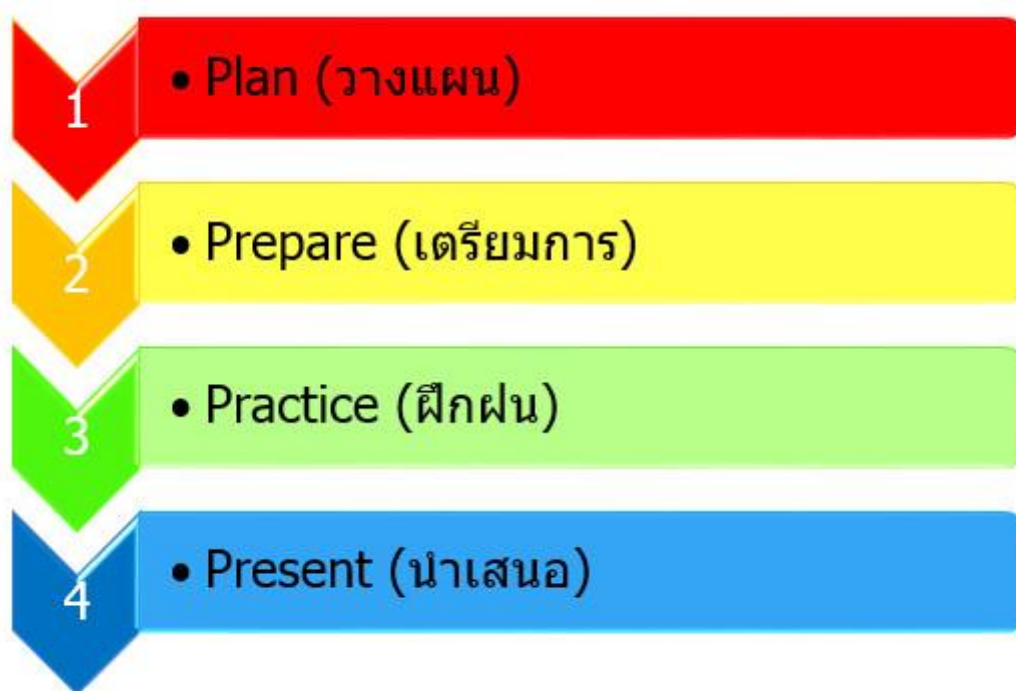 1
• Plan (วางแผน)
2
• Prepare (เตรียมการ)
3
• Practice (ฝึกฝน)
4
• Present (นำเสนอ)